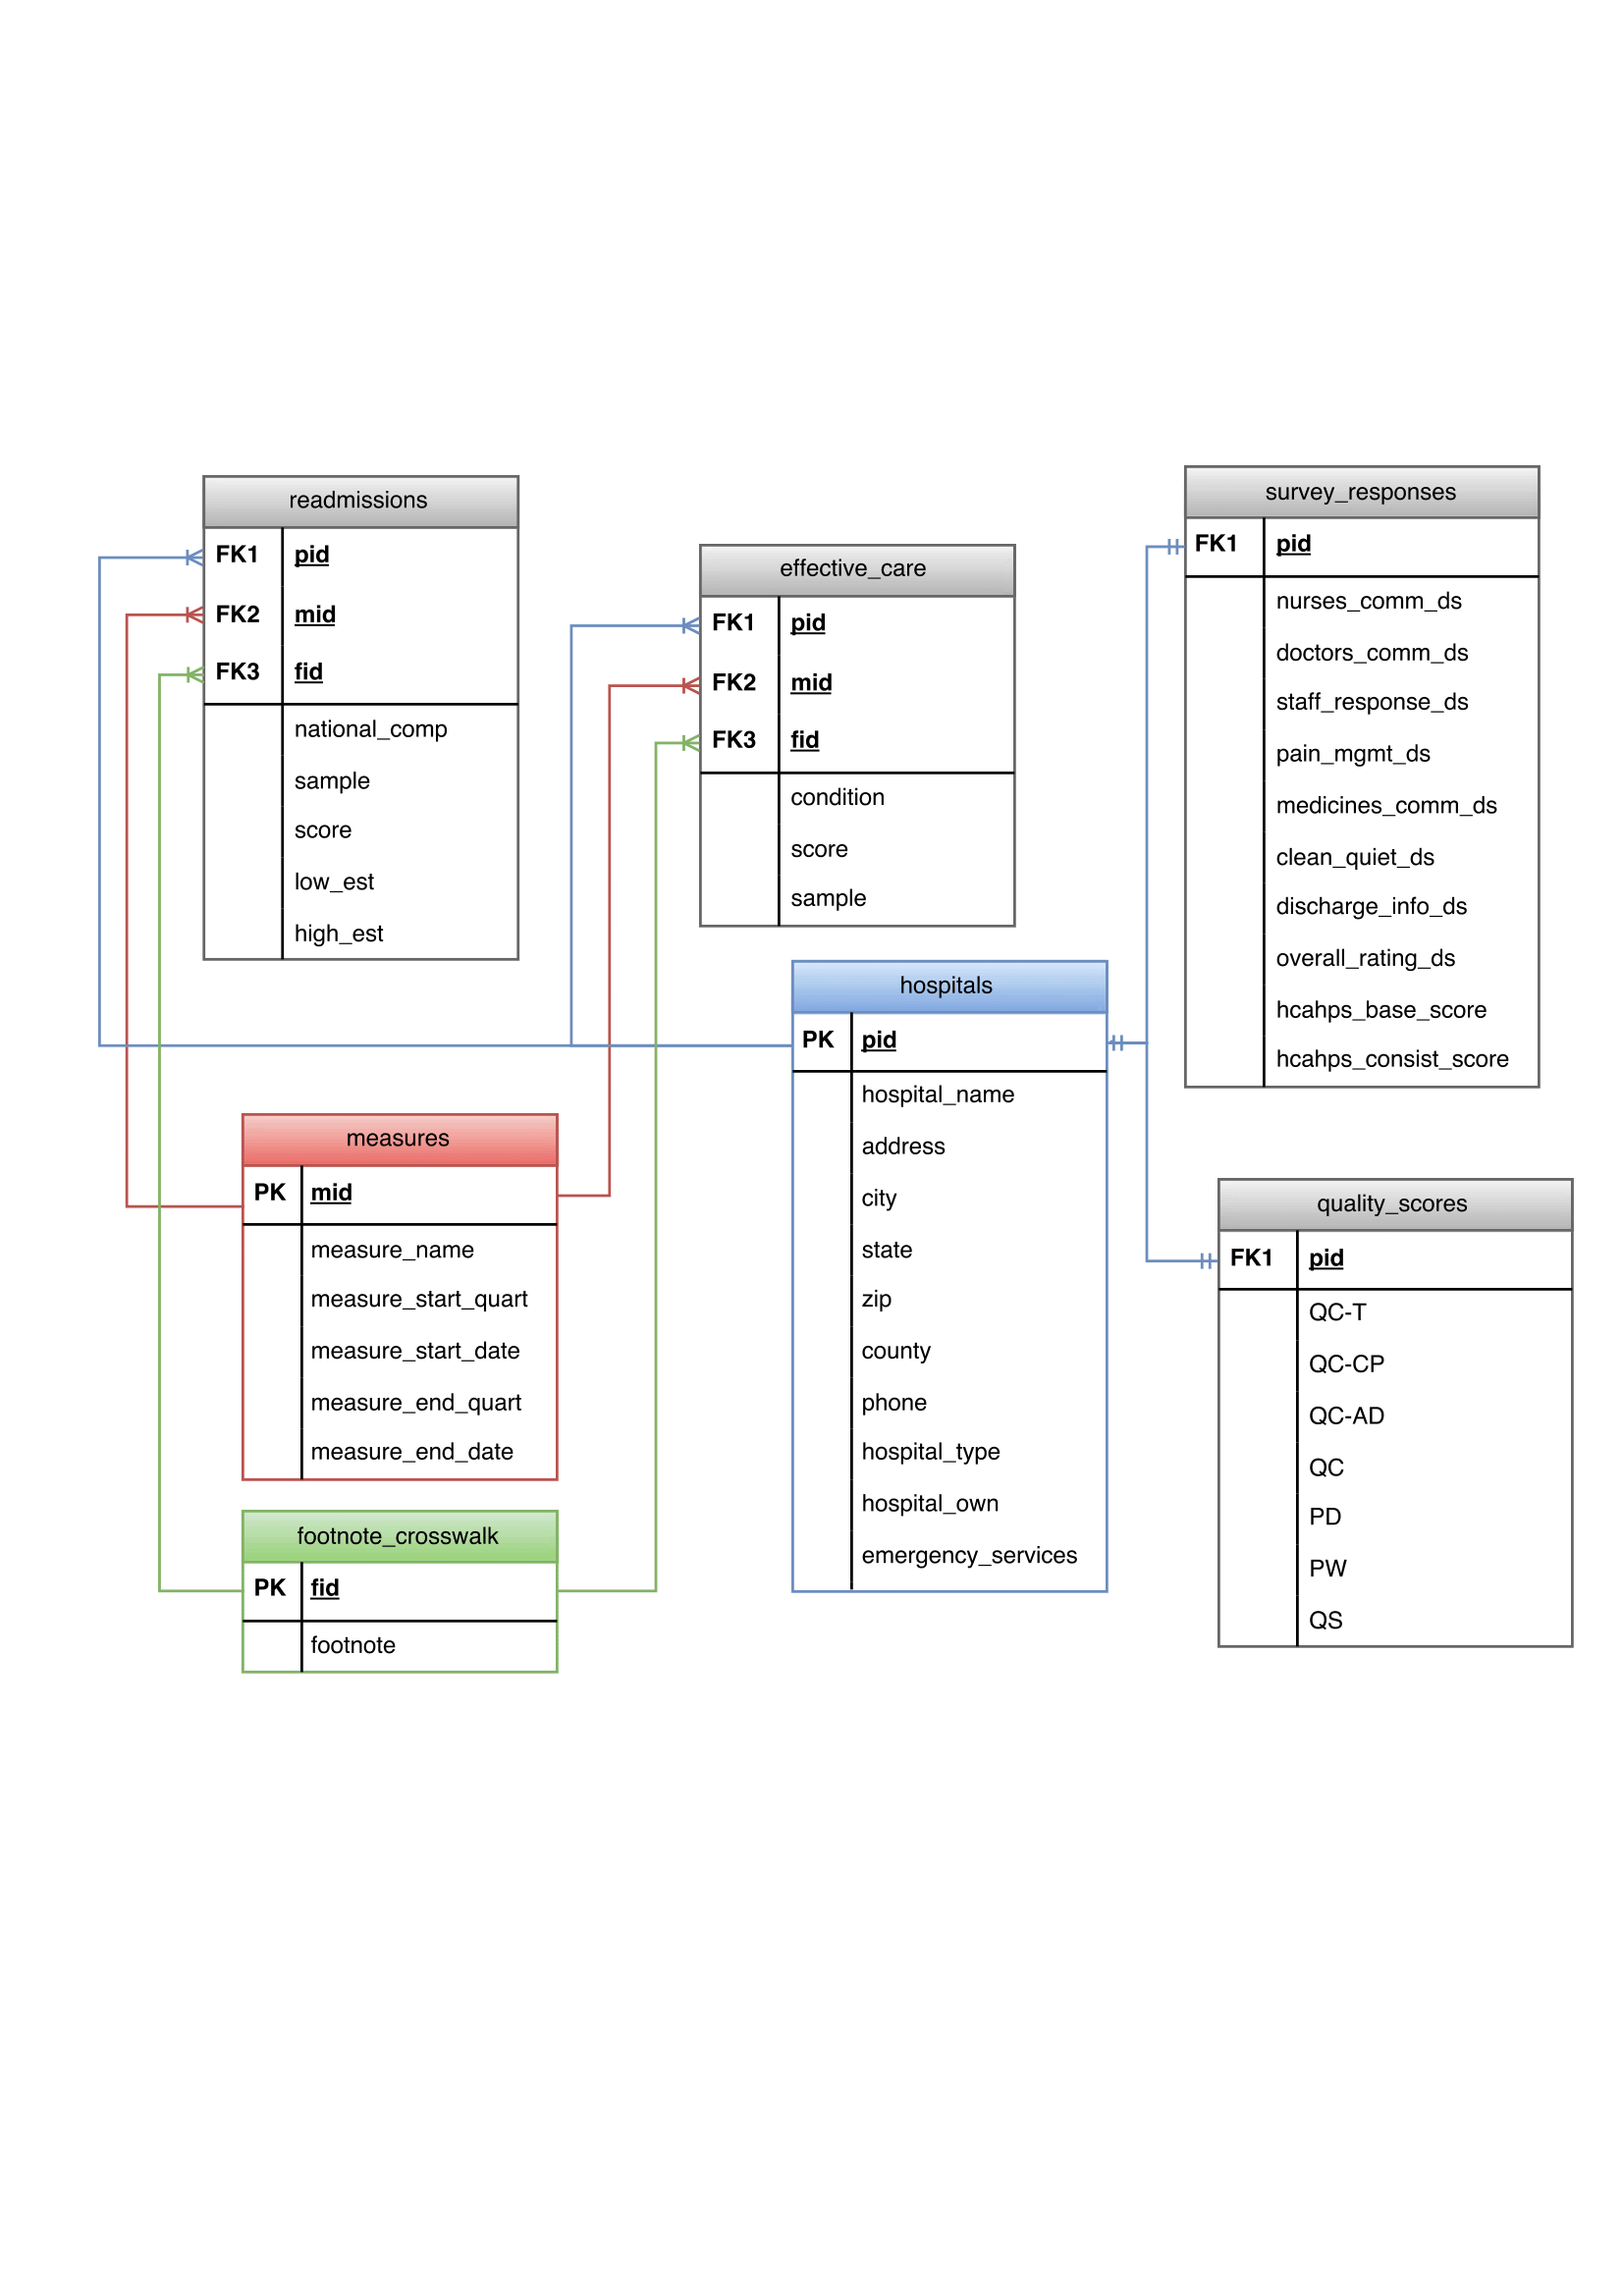 readmissions
FK1 pid
FK2 mid
FK3 fid
national_comp
sample
score
low_est
high_est
effective_care
FK1 pid
FK2 mid
FK3 fid
condition
score
sample
survey_responses
FK1 pid
nurses_comm_ds
doctors_comm_ds
staff_response_ds
pain_mgmt_ds
medicines_comm_ds
clean_quiet_ds
discharge_info_ds
overall_rating_ds
hcahps_base_score
hcahps_consist_score
hospitals
PK pid
hospital_name
address
city
state
zip
county
phone
hospital_type
hospital_own
emergency_services
measures
PK mid
measure_name
measure_start_quart
measure_start_date
measure_end_quart
measure_end_date
quality_scores
FK1 pid
QC-T
QC-CP
QC-AD
QC
PD
PW
QS
footnote_crosswalk
PK fid
footnote